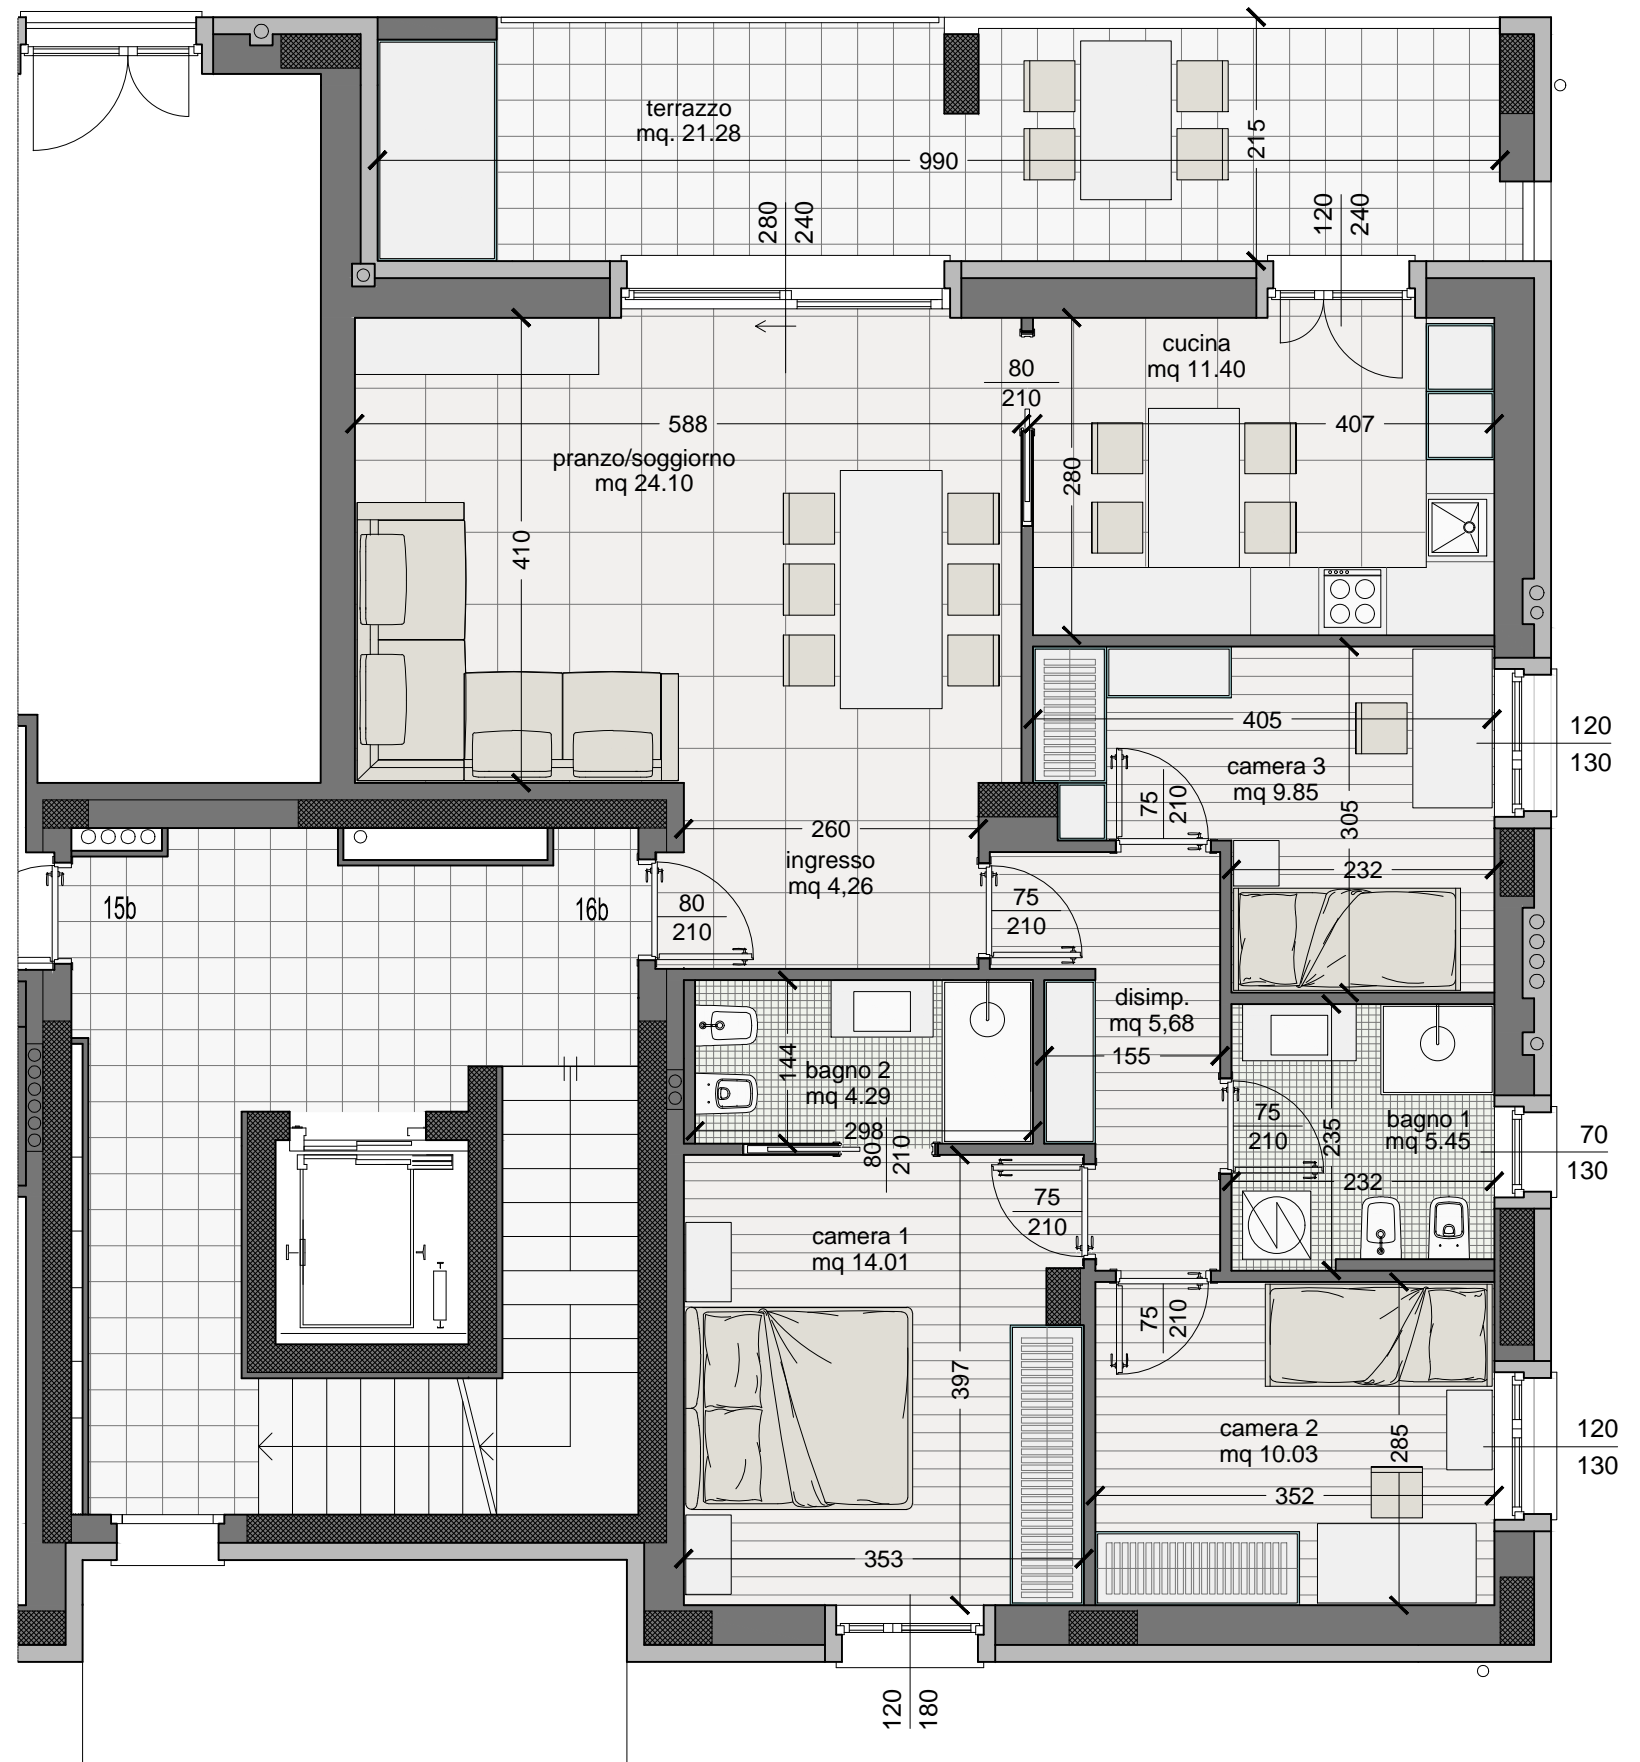 terrazzo
mq. 21.28
990
215
280
240
120
240
cucina
mq 11.40
80
210
588
407
pranzo/soggiorno
mq 24.10
280
410
405
120
130
camera 3
mq 9.85
75
210
305
260
ingresso
mq 4,26
232
15b
16b
80
210
75
210
disimp.
mq 5,68
155
144
bagno 2
mq 4.29
298
80
210
75
210
235
bagno 1
mq 5.45
232
70
130
75
210
camera 1
mq 14.01
75
210
397
camera 2
mq 10.03
285
120
130
352
353
120
180